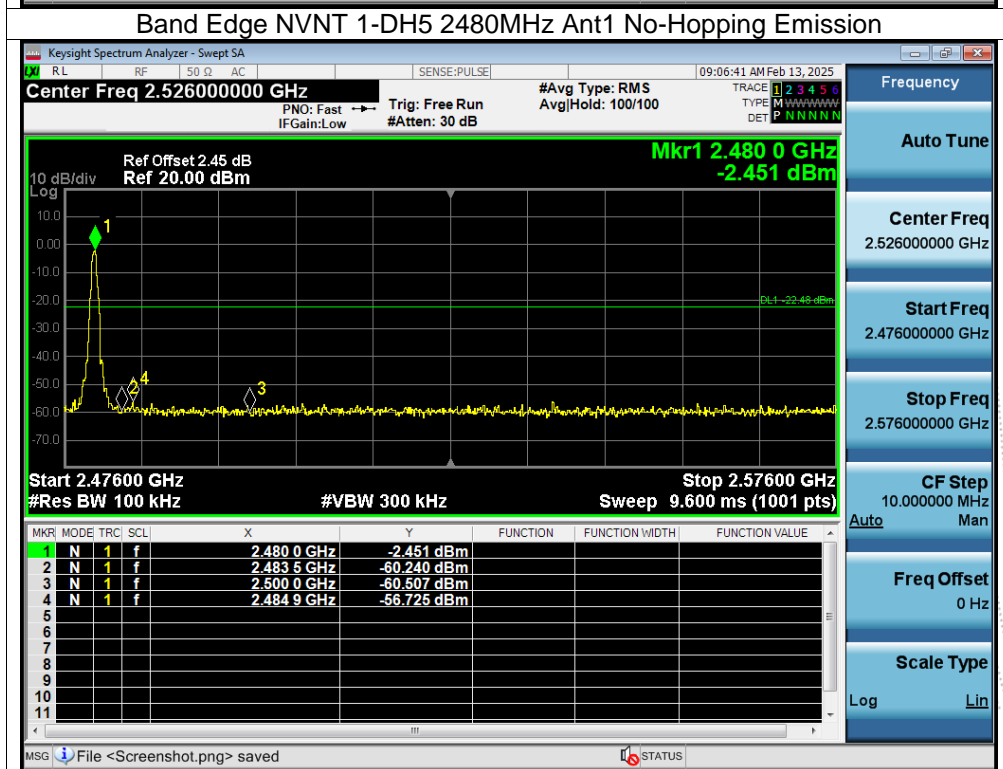 Band Edge NVNT 1-DH5 2480MHz Ant1 No-Hopping Emission
Keysight Spectrum Analyzer - Swept SA
LXI RL RF 50 Ω AC SENSE:PULSE 09:06:41 AM Feb 13, 2025
Center Freq 2.526000000 GHz
PNO: Fast
IFGain:Low
Trig: Free Run
#Atten: 30 dB
#Avg Type: RMS
Avg|Hold: 100/100
TRACE 1 2 3 4 5 6
TYPE M WWWWW
DET P N N N N N
Ref Offset 2.45 dB
10 dB/div Ref 20.00 dBm
Log
Mkr1 2.480 0 GHz
-2.451 dBm
10.0
0.00
-10.0
-20.0
-30.0
-40.0
-50.0
-60.0
-70.0
1
2
4
3
DL1 -22.48 dBm
Start 2.47600 GHz Stop 2.57600 GHz
#Res BW 100 kHz #VBW 300 kHz Sweep 9.600 ms (1001 pts)
MKR MODE TRC SCL X Y FUNCTION FUNCTION WIDTH FUNCTION VALUE
1 N 1 f 2.480 0 GHz -2.451 dBm
2 N 1 f 2.483 5 GHz -60.240 dBm
3 N 1 f 2.500 0 GHz -60.507 dBm
4 N 1 f 2.484 9 GHz -56.725 dBm
5
6
7
8
9
10
11
MSG File <Screenshot.png> saved STATUS
Frequency
Auto Tune
Center Freq
2.526000000 GHz
Start Freq
2.476000000 GHz
Stop Freq
2.576000000 GHz
CF Step
10.000000 MHz
Auto Man
Freq Offset
0 Hz
Scale Type
Log Lin